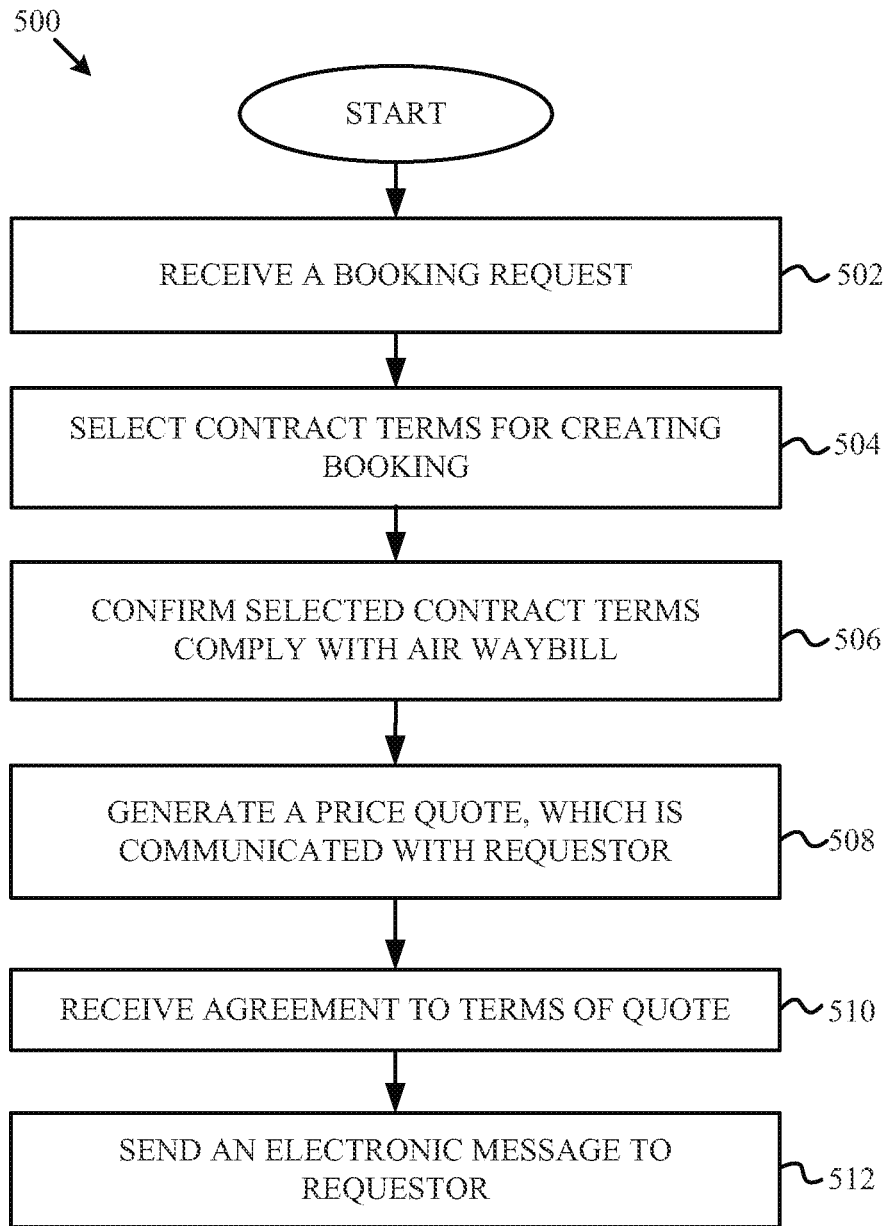 500
START
RECEIVE A BOOKING REQUEST
502
SELECT CONTRACT TERMS FOR CREATING
BOOKING
504
CONFIRM SELECTED CONTRACT TERMS
COMPLY WITH AIR WAYBILL
506
GENERATE A PRICE QUOTE, WHICH IS
COMMUNICATED WITH REQUESTOR
508
RECEIVE AGREEMENT TO TERMS OF QUOTE
510
SEND AN ELECTRONIC MESSAGE TO
REQUESTOR
512